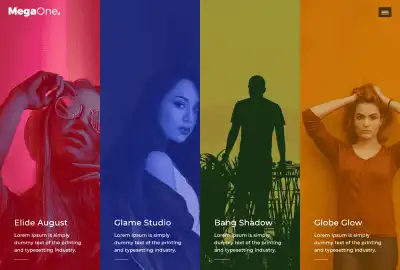 MegaOne.
Elide August
Lorem Ipsum is simply
dummy text of the printing
and typesetting industry.
Glame Studio
Lorem Ipsum is simply
dummy text of the printing
and typesetting industry.
Bang Shadow
Lorem Ipsum is simply
dummy text of the printing
and typesetting industry.
Globe Glow
Lorem Ipsum is simply
dummy text of the printing
and typesetting industry.